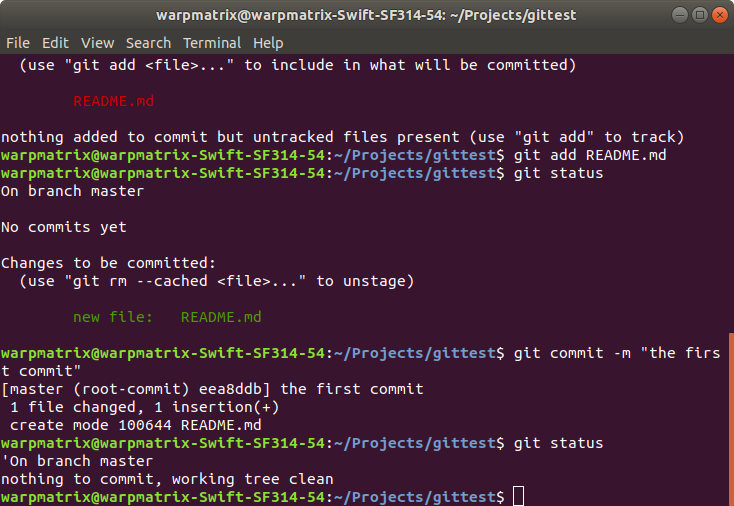 warpmatrix@warpmatrix-Swift-SF314-54: ~/Projects/gittest
File Edit View Search Terminal Help
  (use "git add <file>..." to include in what will be committed)
        README.md
nothing added to commit but untracked files present (use "git add" to track)
warpmatrix@warpmatrix-Swift-SF314-54:~/Projects/gittest$ git add README.md
warpmatrix@warpmatrix-Swift-SF314-54:~/Projects/gittest$ git status
On branch master
No commits yet
Changes to be committed:
  (use "git rm --cached <file>..." to unstage)
        new file:   README.md
warpmatrix@warpmatrix-Swift-SF314-54:~/Projects/gittest$ git commit -m "the firs
t commit"
[master (root-commit) eea8ddb] the first commit
 1 file changed, 1 insertion(+)
 create mode 100644 README.md
warpmatrix@warpmatrix-Swift-SF314-54:~/Projects/gittest$ git status
'On branch master
nothing to commit, working tree clean
warpmatrix@warpmatrix-Swift-SF314-54:~/Projects/gittest$